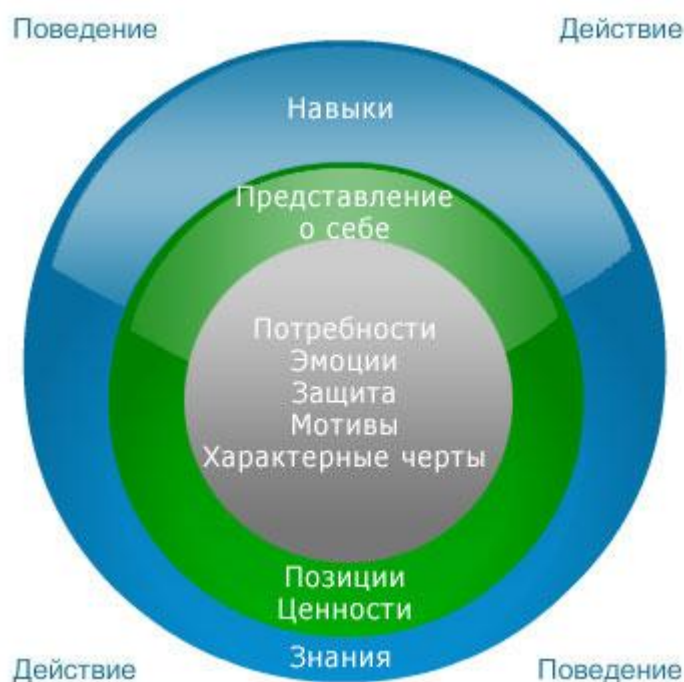 Поведение
Действие
Навыки
Представление
о себе
Потребности
Эмоции
Защита
Мотивы
Характерные черты
Позиции
Ценности
Знания
Действие
Поведение